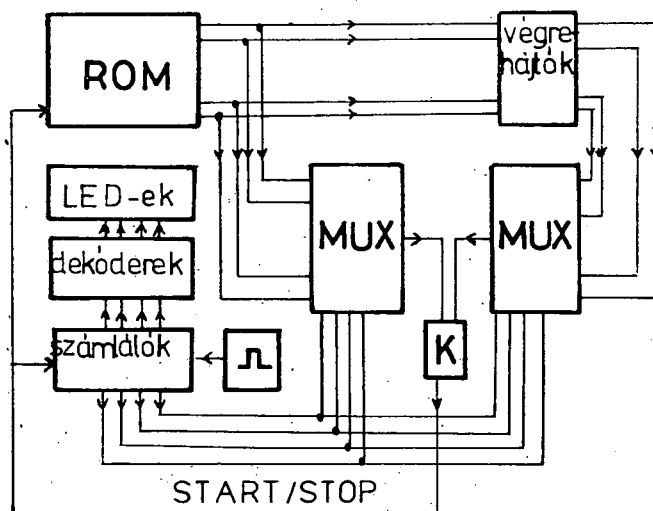 ROM
végre-
hajtók
LED-ek
dekóderek
számlálók
MUX
MUX
K
START/STOP